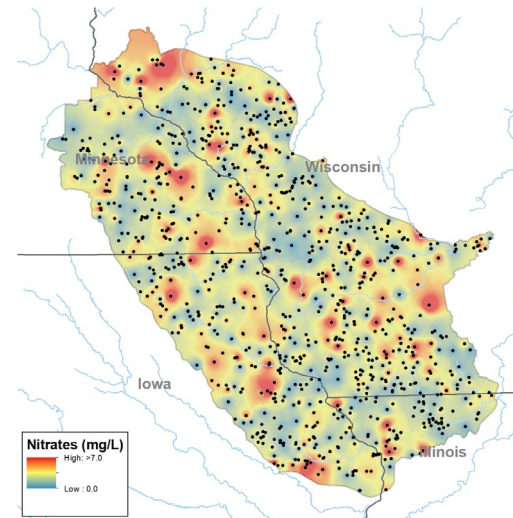 Minnesota
Wisconsin
Iowa
Illinois
Nitrates (mg/L)
High: >7.0
Low : 0.0